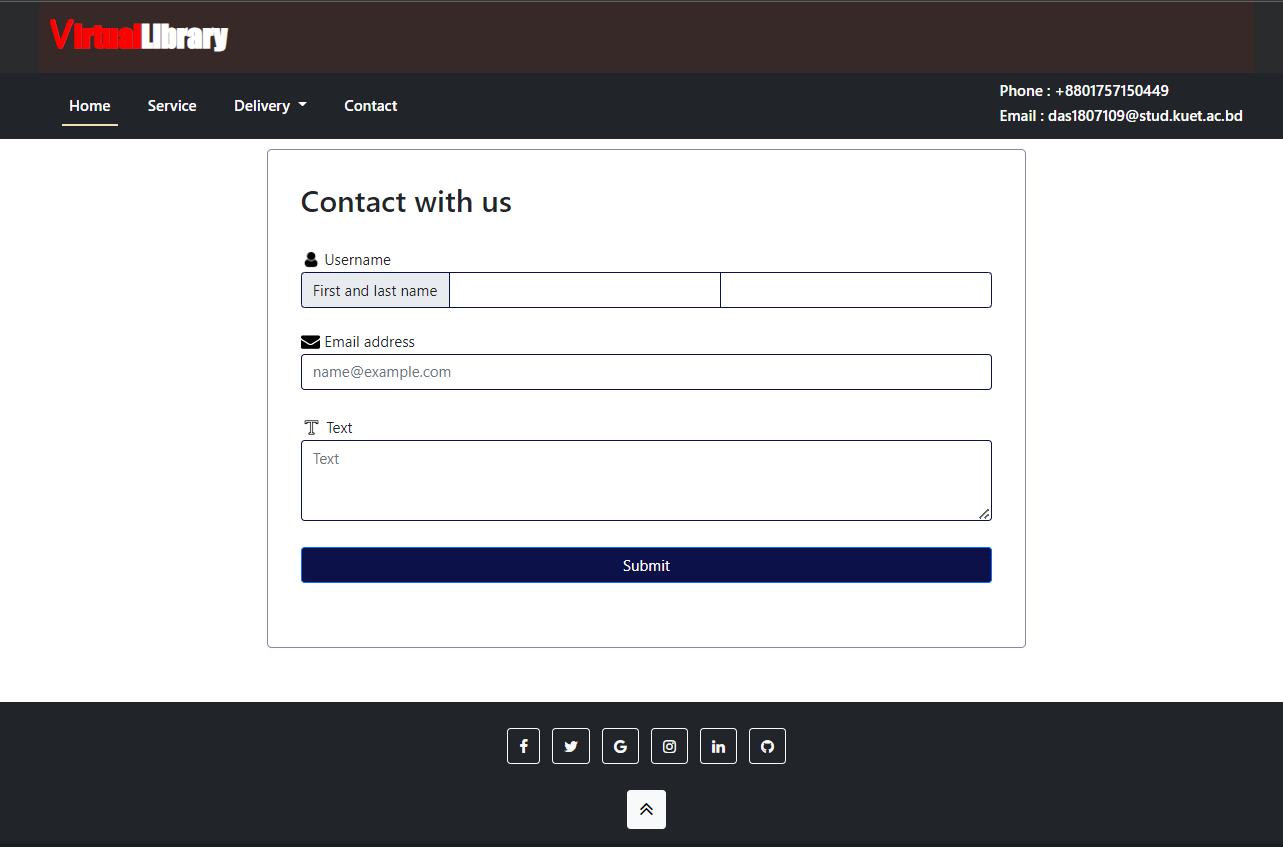 VirtualLibrary
Home Service Delivery Contact
Phone : +8801757150449
Email : das1807109@stud.kuet.ac.bd
Contact with us
Username
First and last name
Email address
name@example.com
Text
Text
Submit